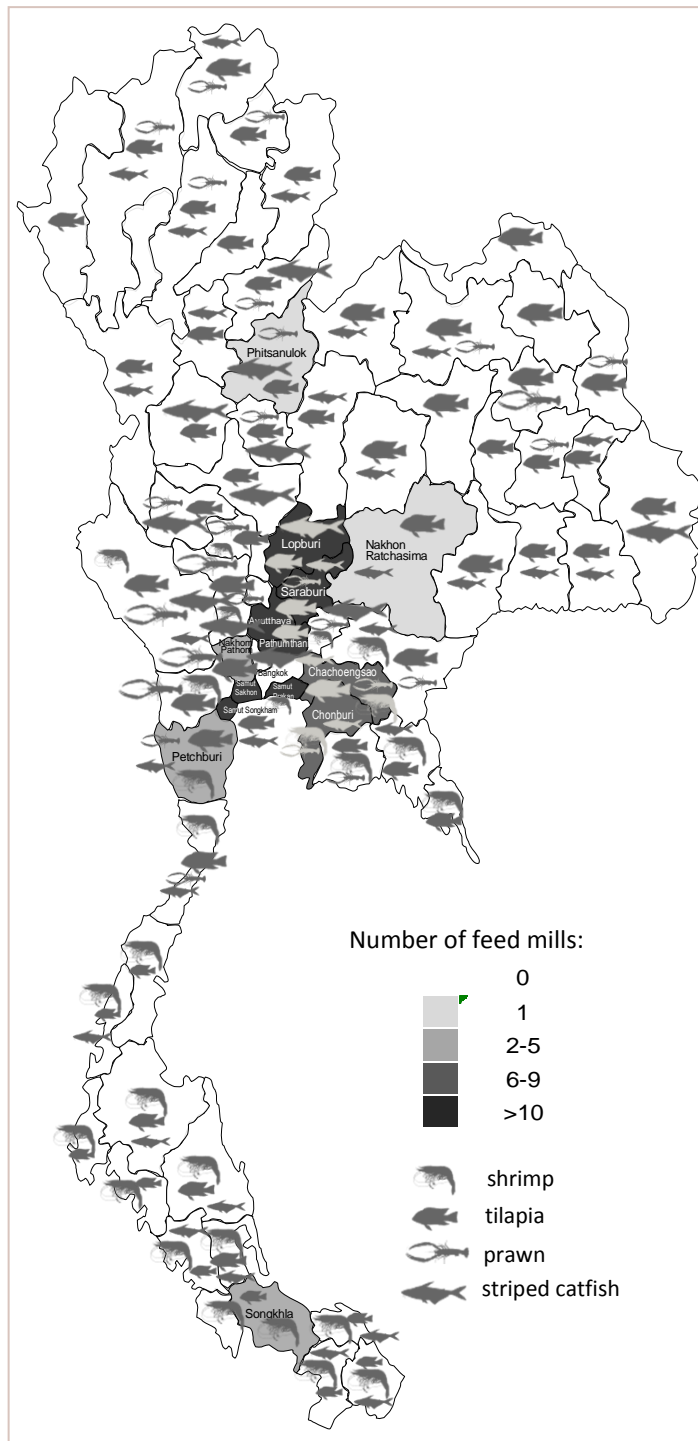 Phitsanulok
Lopburi
Nakhon
Ratchasima
Saraburi
Ayutthaya
Nakhom
Pathom
Pathumthani
Bangkok
Chachoengsao
Samut
Sakhon
Samut
Prakan
Samut Songkham
Chonburi
Petchburi
Number of feed mills:
0
1
2-5
6-9
>10
shrimp
tilapia
prawn
striped catfish
Songkhla